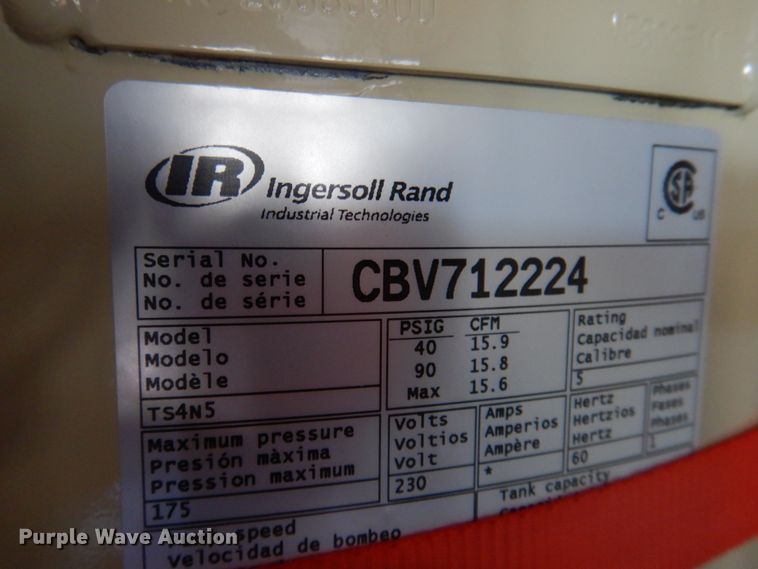 IR Ingersoll Rand
Industrial Technologies
C US
Serial No.
No. de serie
No. de série
CBV712224
Model
Modelo
Modèle
TS4N5
PSIG CFM
40 15.9
90 15.8
Max 15.6
Rating
Capacidad nominal
Calibre
5
Maximum pressure
Presión màxima
Pression maximum
175
Volts
Voltios
Volt
230
Amps
Amperios
Ampère
*
Hertz
Hertzios
Hertz
60
Phases
Fases
Phases
1
Tank capacity
speed
Velocidad de bombeo
Purple Wave Auction